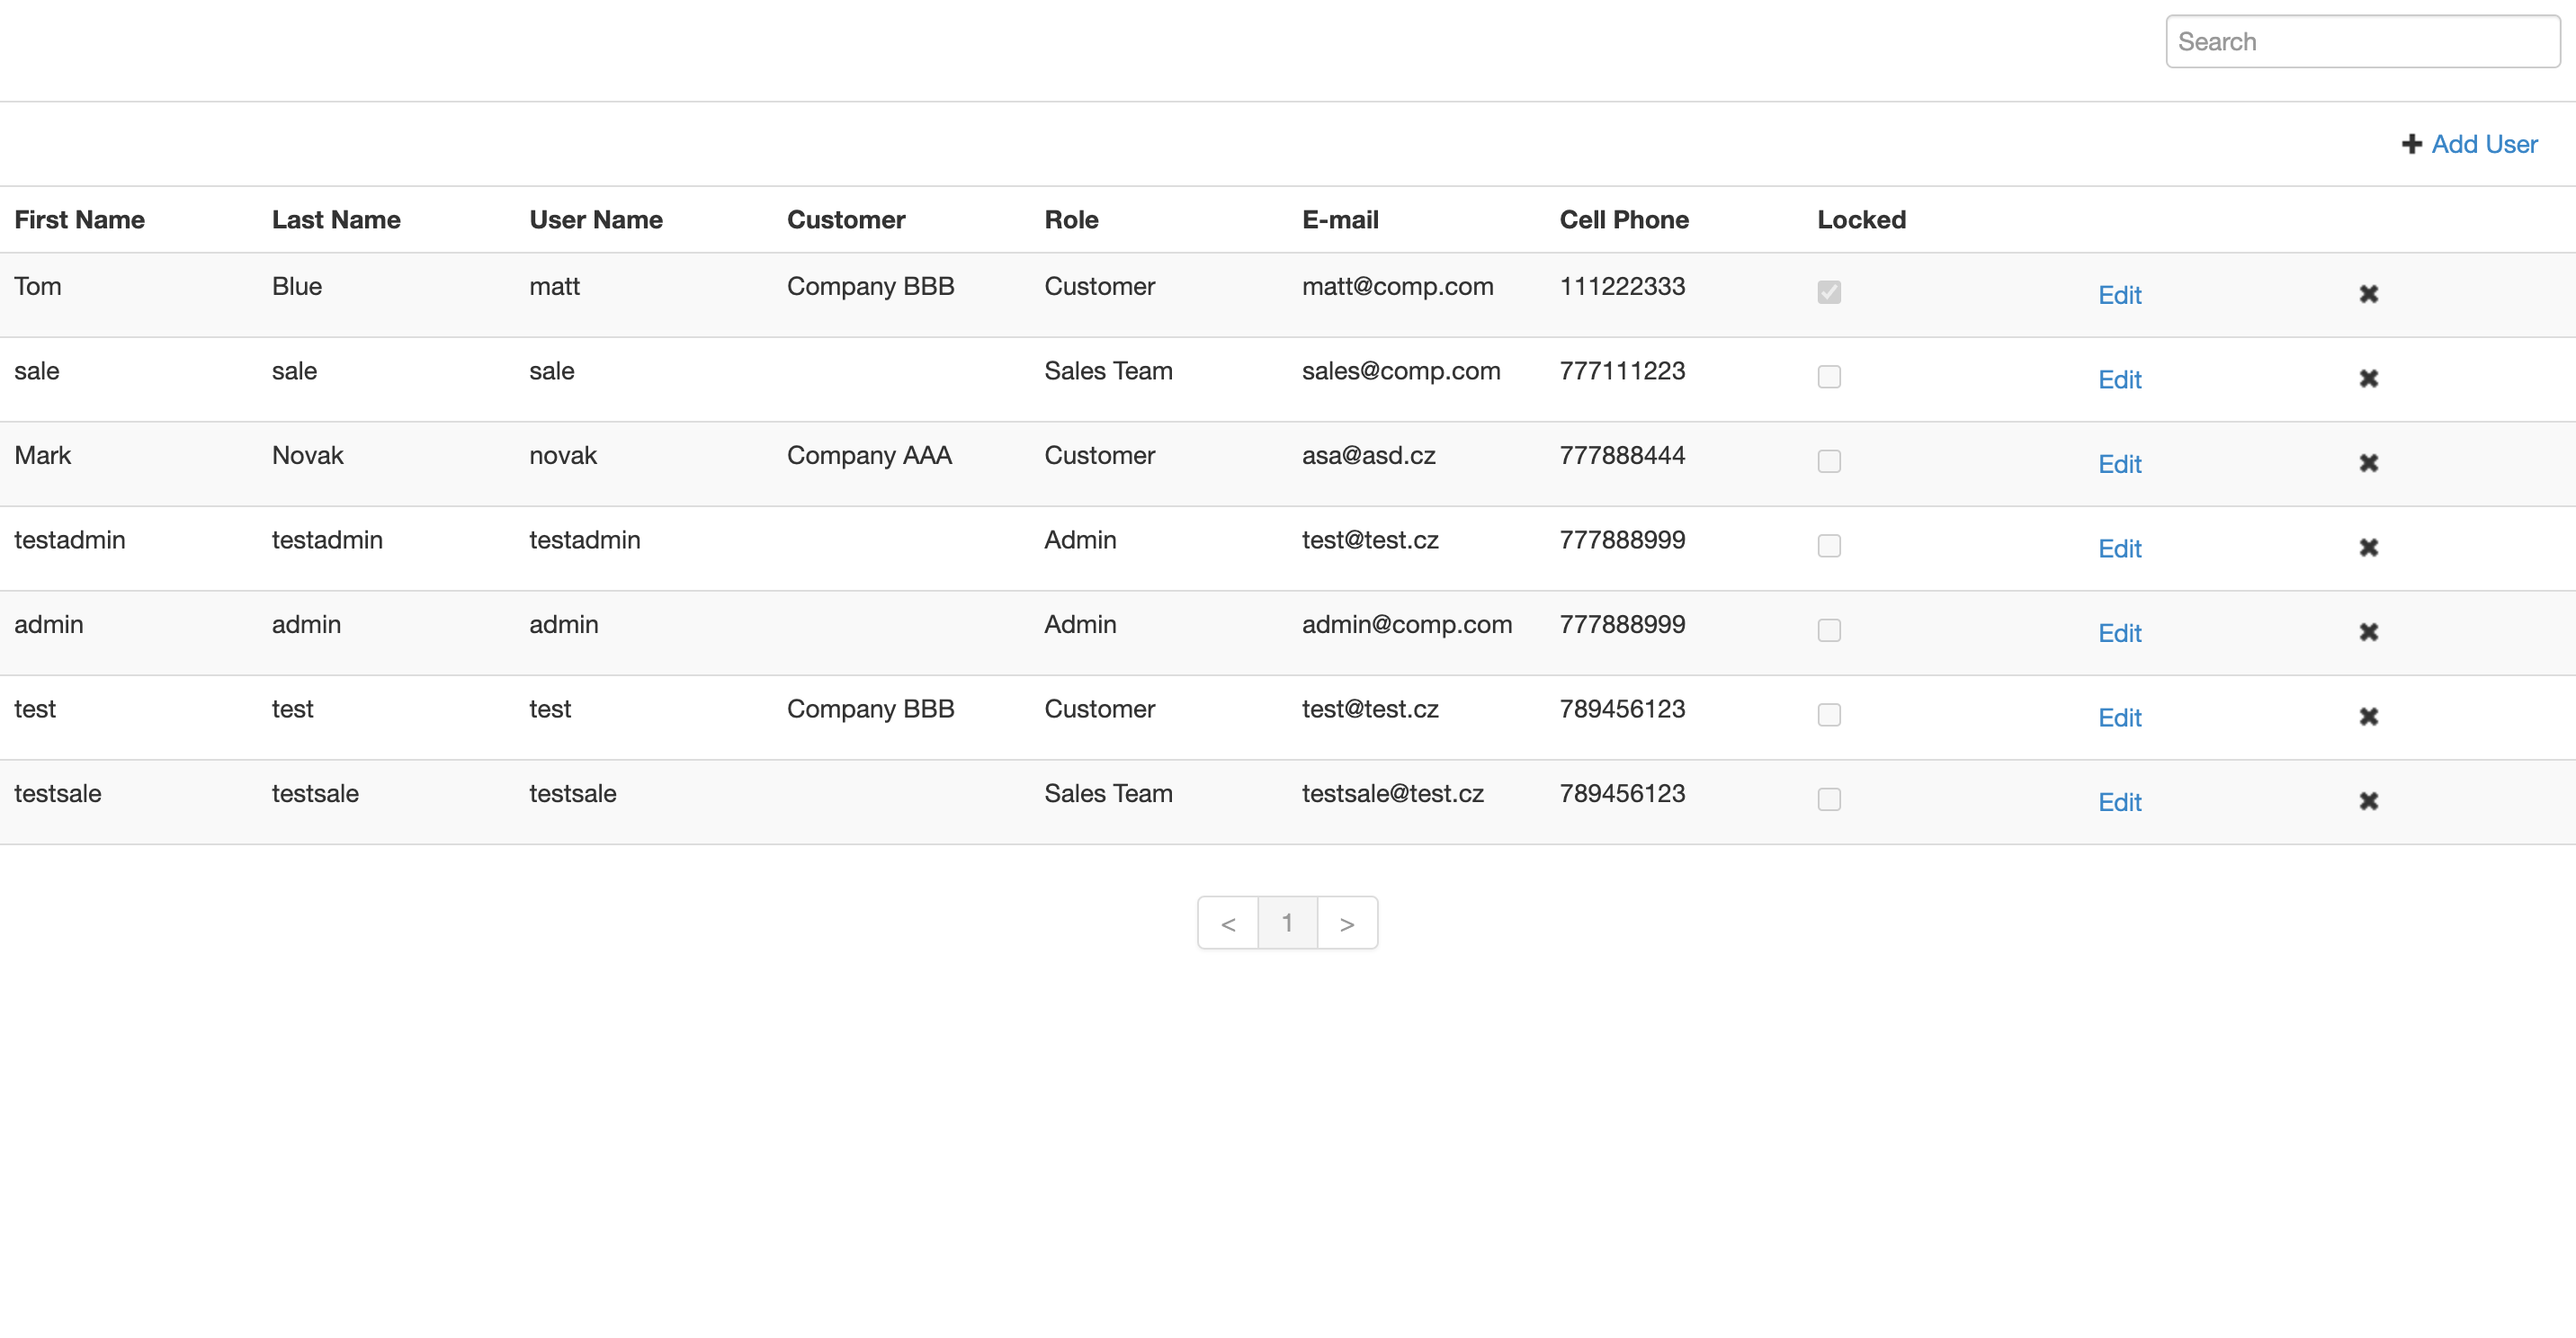 Search
Add User
First Name Last Name User Name Customer Role E-mail Cell Phone Locked
Tom Blue matt Company BBB Customer matt@comp.com 111222333 Edit
sale sale sale Sales Team sales@comp.com 777111223 Edit
Mark Novak novak Company AAA Customer asa@asd.cz 777888444 Edit
testadmin testadmin testadmin Admin test@test.cz 777888999 Edit
admin admin admin Admin admin@comp.com 777888999 Edit
test test test Company BBB Customer test@test.cz 789456123 Edit
testsale testsale testsale Sales Team testsale@test.cz 789456123 Edit
< 1 >